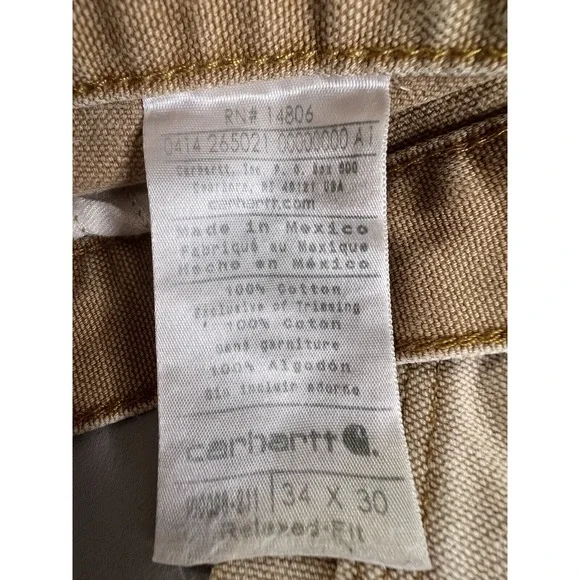 RN# 14806
0414 265021 00000000 A1
Carhartt, Inc. P. O. Box 600
Dearborn, MI 48121 USA
carhartt.com
Made in Mexico
Fabriqué au Mexique
Hecho en México
100% Cotton
Exclusive of Trimming
100% Coton
Sans garniture
100% Algodón
Sin incluir adorno
carhartt
34 X 30
Relaxed-Fit